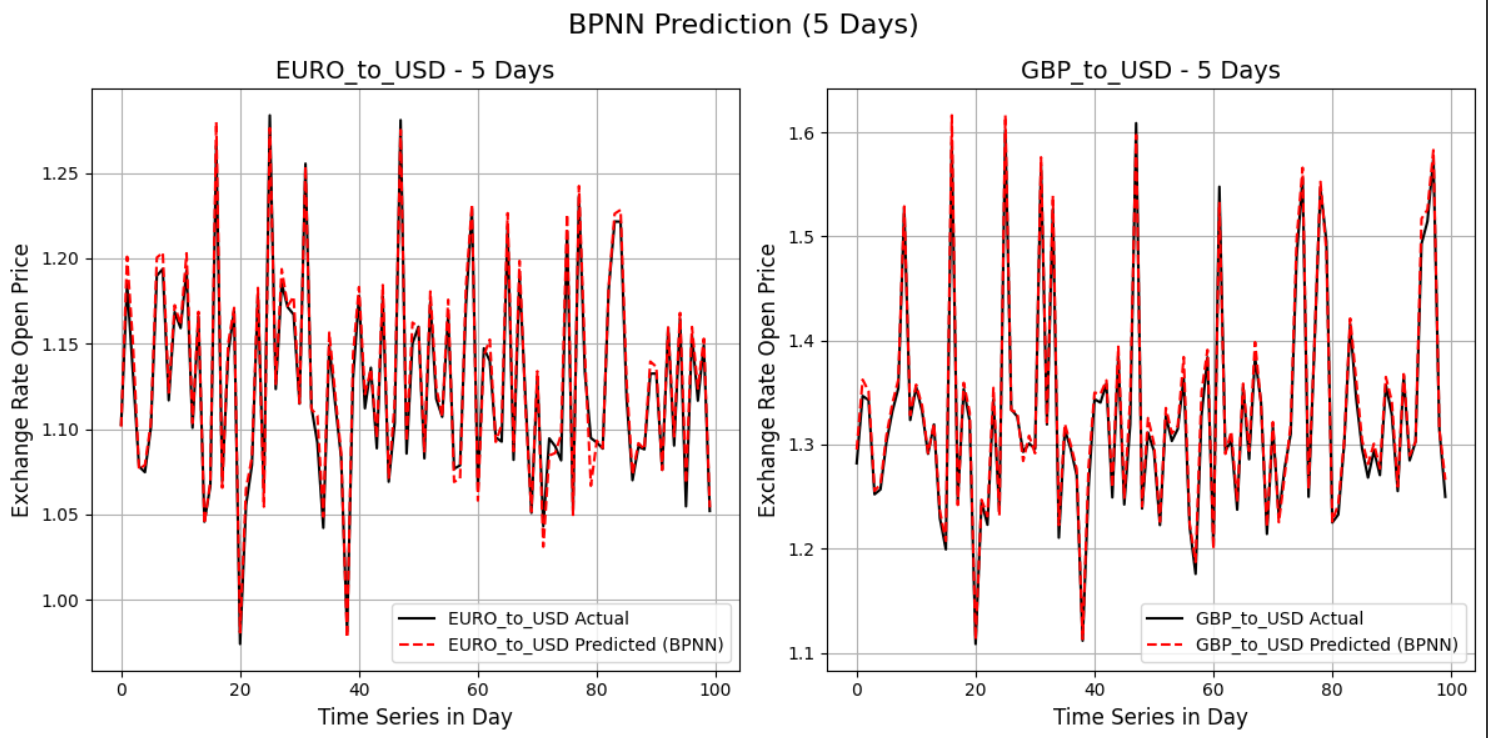 BPNN Prediction (5 Days)
EURO_to_USD - 5 Days
Exchange Rate Open Price
1.25
1.20
1.15
1.10
1.05
1.00
EURO_to_USD Actual
EURO_to_USD Predicted (BPNN)
0 20 40 60 80 100
Time Series in Day
GBP_to_USD - 5 Days
Exchange Rate Open Price
1.6
1.5
1.4
1.3
1.2
1.1
GBP_to_USD Actual
GBP_to_USD Predicted (BPNN)
0 20 40 60 80 100
Time Series in Day